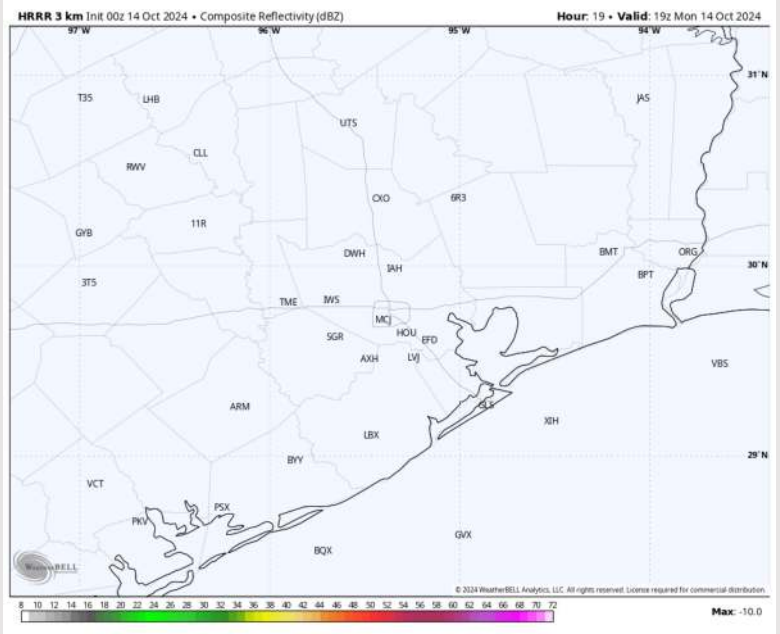 HRRR 3 km Init 00z 14 Oct 2024 • Composite Reflectivity (dBZ) Hour: 19 • Valid: 19z Mon 14 Oct 2024
97°W 96°W 95°W 94°W
31°N
T35 LHB JAS
UTS
CLL
RWV
CXO 6R3
11R
GYB
DWH BMT ORG
IAH 30°N
BPT
3T5
TME IWS
MCJ
SGR HOU EFD
AXH LVJ VBS
ARM GLS
XIH
LBX
BYY 29°N
VCT
PSX
PKV
GVX
BQX
WeatherBELL
© 2024 WeatherBELL Analytics, LLC. All rights reserved. License required for commercial distribution.
8 10 12 14 16 18 20 22 24 26 28 30 32 34 36 38 40 42 44 46 48 50 52 54 56 58 60 62 64 66 68 70 72
Max: -10.0